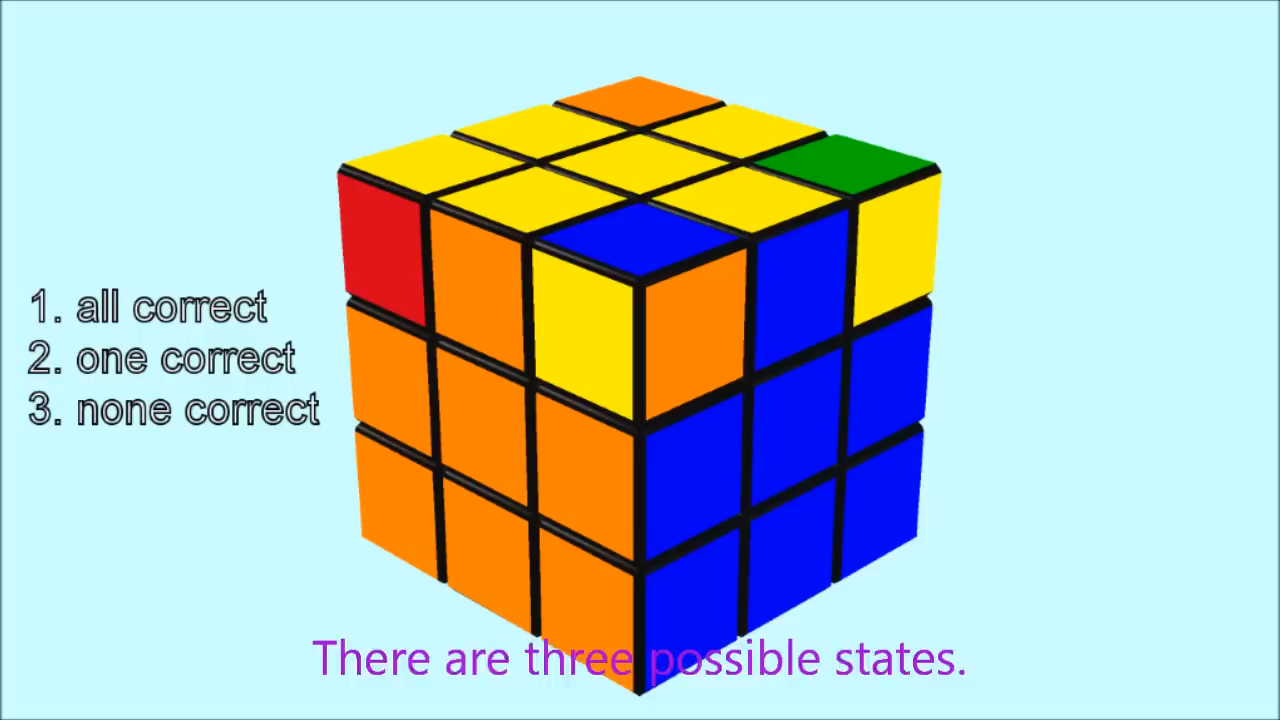 1. all correct
2. one correct
3. none correct
There are three possible states.